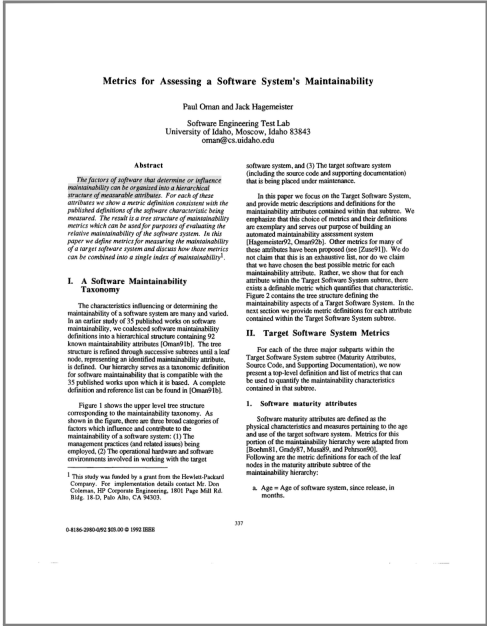 Metrics for Assessing a Software System's Maintainability
Paul Oman and Jack Hagemeister
Software Engineering Test Lab
University of Idaho, Moscow, Idaho 83843
oman@cs.uidaho.edu
Abstract
The factors of software that determine or influence
maintainability can be organized into a hierarchical
structure of measurable attributes. For each of these
attributes we show a metric definition consistent with the
published definitions of the software characteristic being
measured. The result is a tree structure of maintainability
metrics which can be used for purposes of evaluating the
relative maintainability of the software system. In this
paper we define metrics for measuring the maintainability
of a target software system and discuss how those metrics
can be combined into a single index of maintainability1.
I. A Software Maintainability
Taxonomy
The characteristics influencing or determining the
maintainability of a software system are many and varied.
In an earlier study of 35 published works on software
maintainability, we coalesced software maintainability
definitions into a hierarchical structure containing 92
known maintainability attributes [Oman91b]. The tree
structure is refined through successive subtrees until a leaf
node, representing an identified maintainability attribute,
is defined. Our hierarchy serves as a taxonomic definition
for software maintainability that is compatible with the
35 published works upon which it is based. A complete
definition and reference list can be found in [Oman91b].
Figure 1 shows the upper level tree structure
corresponding to the maintainability taxonomy. As
shown in the figure, there are three broad categories of
factors which influence and contribute to the
maintainability of a software system: (1) The
management practices (and related issues) being
employed, (2) The operational hardware and software
environments involved in working with the target
1 This study was funded by a grant from the Hewlett-Packard
Company. For implementation details contact Mr. Don
Coleman, HP Corporate Engineering, 1801 Page Mill Rd.
Bldg. 18-D, Palo Alto, CA 94303.
software system, and (3) The target software system
(including the source code and supporting documentation)
that is being placed under maintenance.
In this paper we focus on the Target Software System,
and provide metric descriptions and definitions for the
maintainability attributes contained within that subtree. We
emphasize that this choice of metrics and their definitions
are exemplary and serves our purpose of building an
automated maintainability assessment system
[Hagemeister92, Oman92b]. Other metrics for many of
these attributes have been proposed (see [Zuse91]). We do
not claim that this is an exhaustive list, nor do we claim
that we have chosen the best possible metric for each
maintainability attribute. Rather, we show that for each
attribute within the Target Software System subtree, there
exists a definable metric which quantifies that characteristic.
Figure 2 contains the tree structure defining the
maintainability aspects of a Target Software System. In the
next section we provide metric definitions for each attribute
contained within the Target Software System subtree.
II. Target Software System Metrics
For each of the three major subparts within the
Target Software System subtree (Maturity Attributes,
Source Code, and Supporting Documentation), we now
present a top-level definition and list of metrics that can
be used to quantify the maintainability characteristics
contained in that subtree.
1. Software maturity attributes
Software maturity attributes are defined as the
physical characteristics and measures pertaining to the age
and use of the target software system. Metrics for this
portion of the maintainability hierarchy were adapted from
[Boehm81, Grady87, Musa89, and Pehrson90].
Following are the metric definitions for each of the leaf
nodes in the maturity attribute subtree of the
maintainability hierarchy:
a. Age = Age of software system, since release, in
months.
337
0-8186-2980-0/92 $03.00 © 1992 IEEE